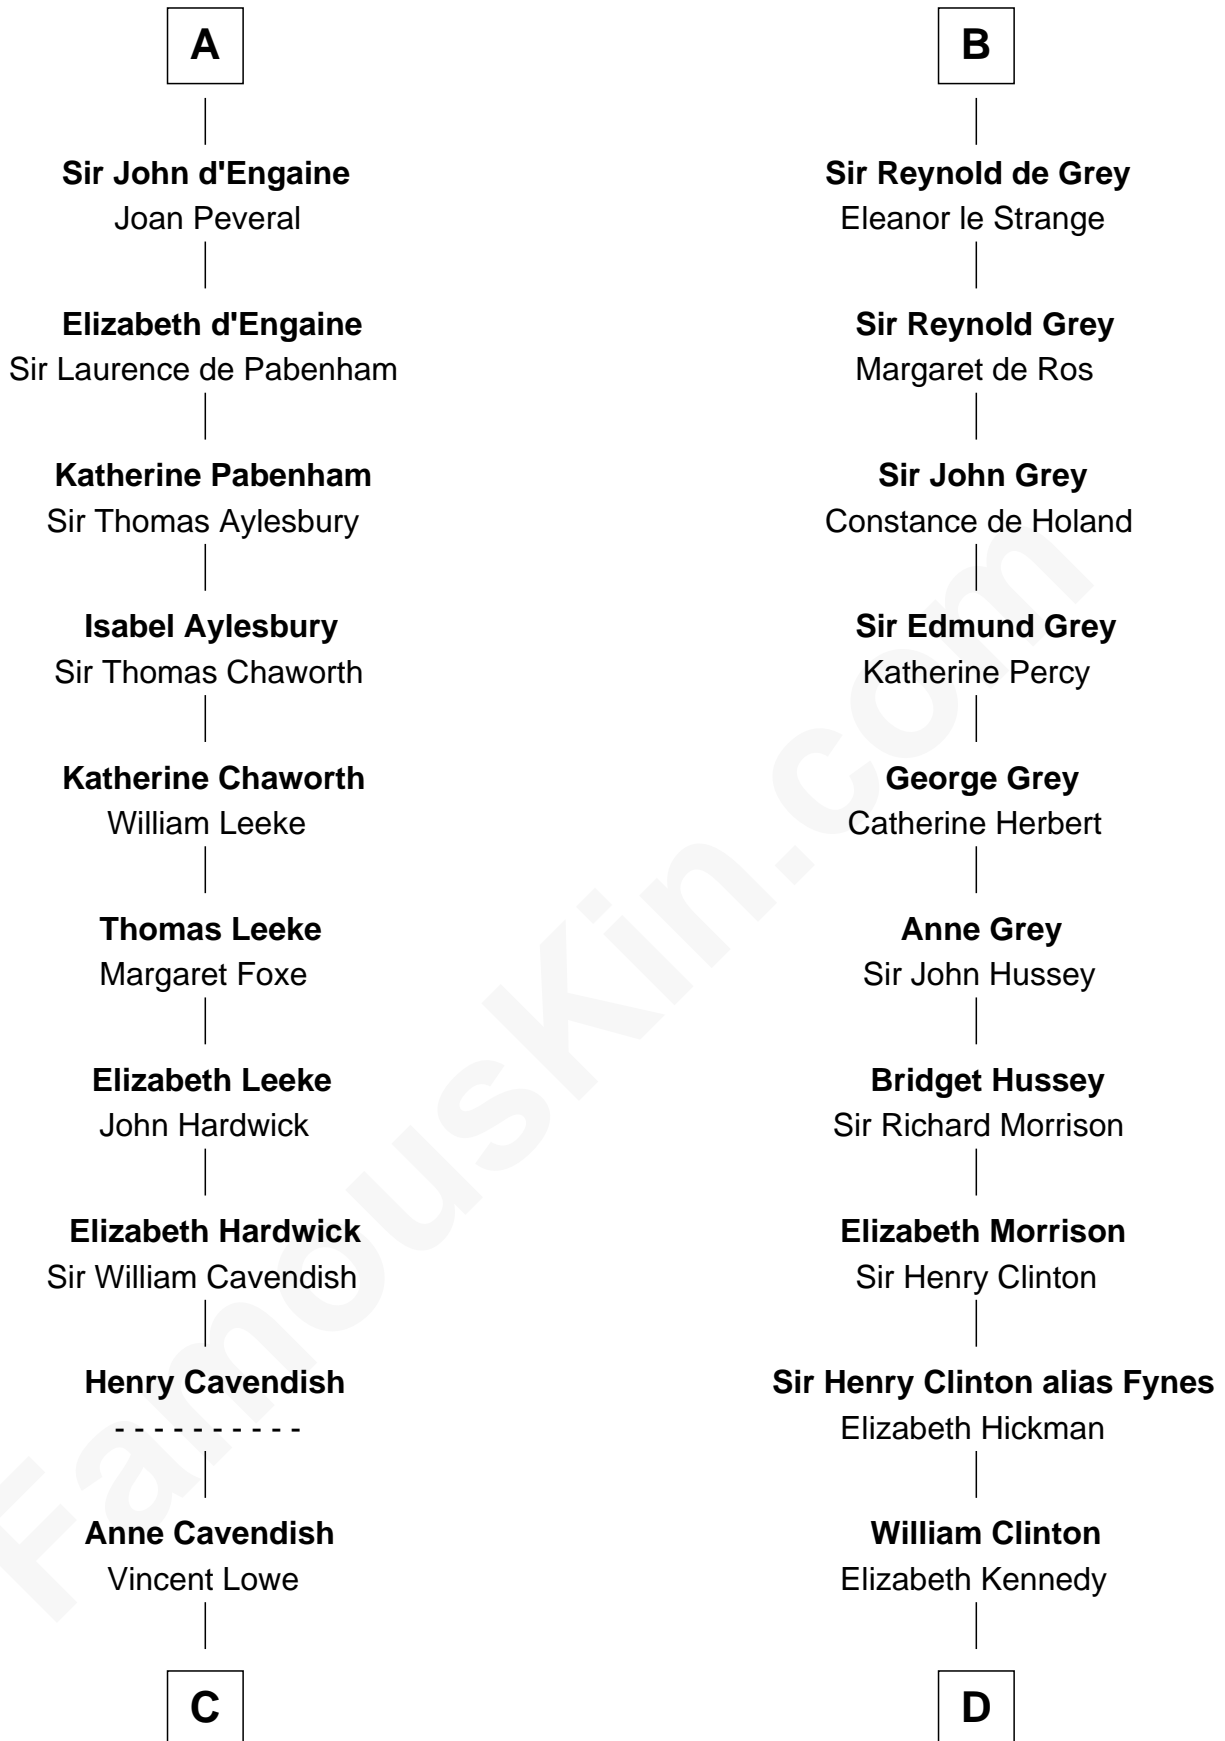 A
Sir John d'Engaine
Joan Peveral
Elizabeth d'Engaine
Sir Laurence de Pabenham
Katherine Pabenham
Sir Thomas Aylesbury
Isabel Aylesbury
Sir Thomas Chaworth
Katherine Chaworth
William Leeke
Thomas Leeke
Margaret Foxe
Elizabeth Leeke
John Hardwick
Elizabeth Hardwick
Sir William Cavendish
Henry Cavendish
- - - - - - - - - -
Anne Cavendish
Vincent Lowe
C
B
Sir Reynold de Grey
Eleanor le Strange
Sir Reynold Grey
Margaret de Ros
Sir John Grey
Constance de Holand
Sir Edmund Grey
Katherine Percy
George Grey
Catherine Herbert
Anne Grey
Sir John Hussey
Bridget Hussey
Sir Richard Morrison
Elizabeth Morrison
Sir Henry Clinton
Sir Henry Clinton alias Fynes
Elizabeth Hickman
William Clinton
Elizabeth Kennedy
D
FamousKin.com